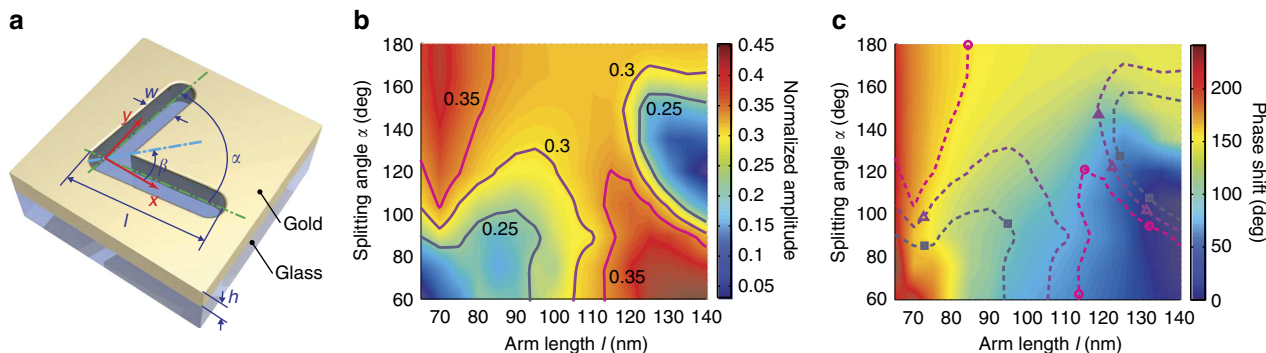 a
w
y
β
α
x
l
Gold
Glass
h
b
Splitting angle α (deg)
180
160
140
120
100
80
60
70 80 90 100 110 120 130 140
Arm length l (nm)
0.35
0.3
0.25
0.3
0.25
0.35
0.45
0.4
0.35
0.3
0.25
0.2
0.15
0.1
0.05
Normalized amplitude
c
Splitting angle α (deg)
180
160
140
120
100
80
60
70 80 90 100 110 120 130 140
Arm length l (nm)
200
150
100
50
0
Phase shift (deg)